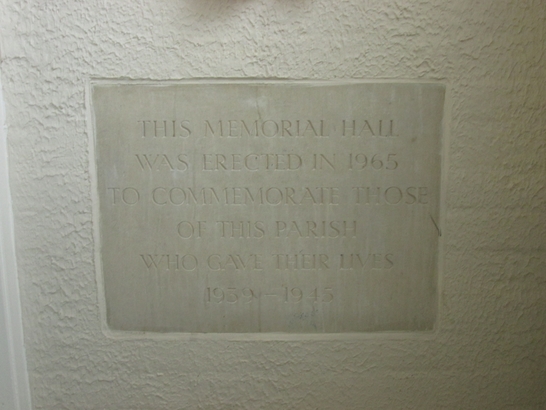 THIS MEMORIAL HALL
WAS ERECTED IN 1965
TO COMMEMORATE THOSE
OF THIS PARISH
WHO GAVE THEIR LIVES
1939–1945